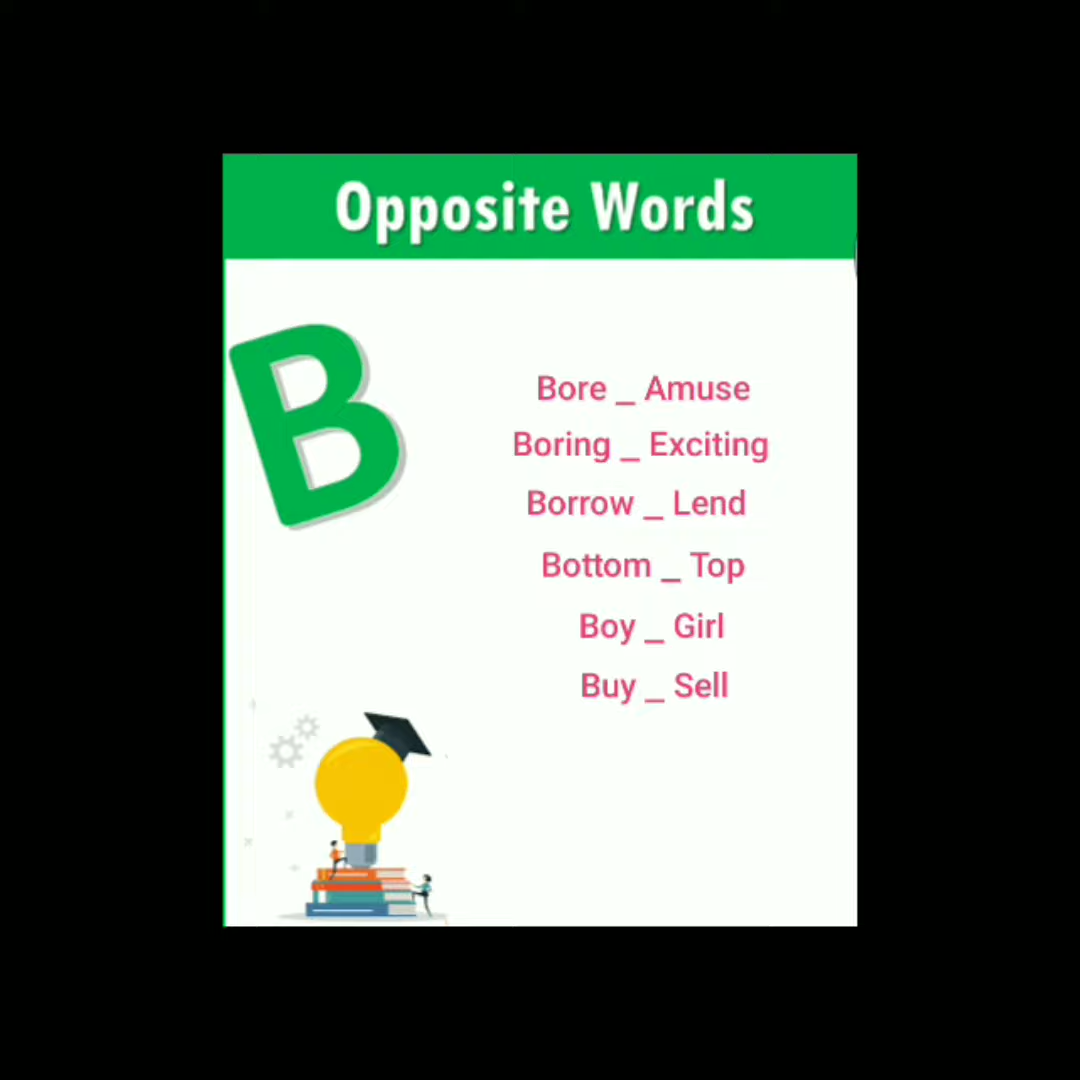 Opposite Words
B
Bore _ Amuse
Boring _ Exciting
Borrow _ Lend
Bottom _ Top
Boy _ Girl
Buy _ Sell